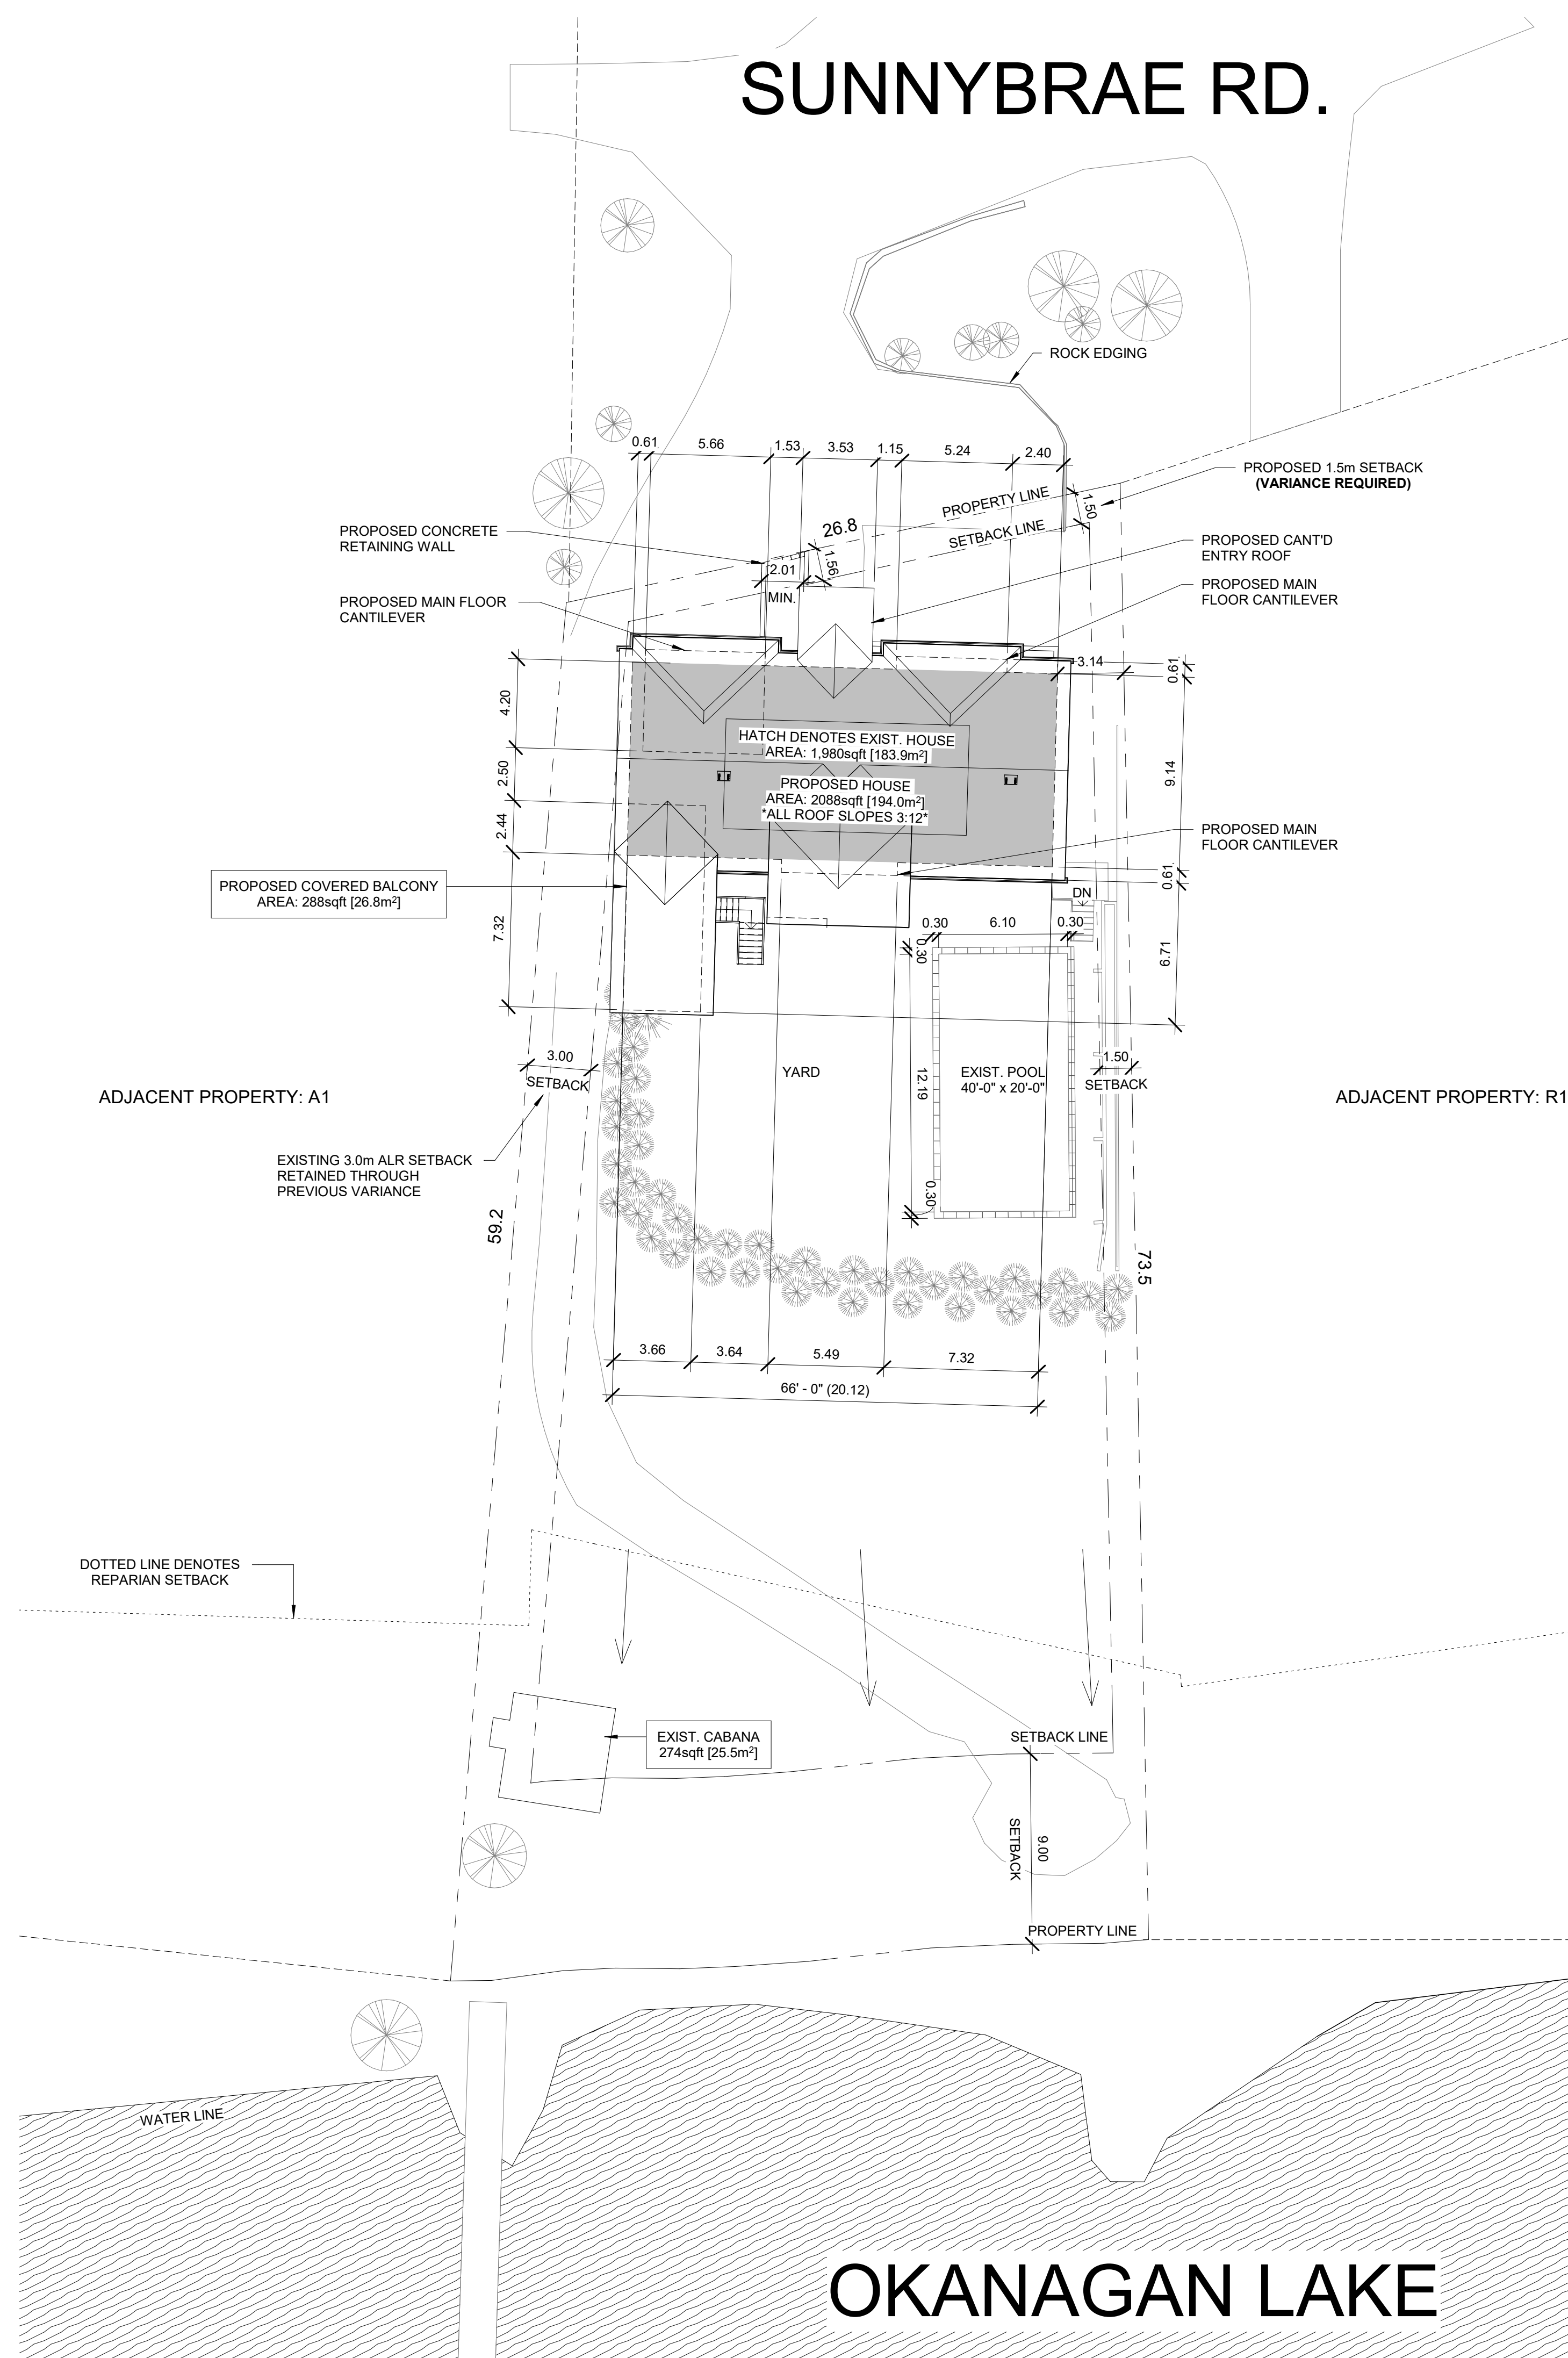 SUNNYBRAE RD.
ROCK EDGING
0.61
5.66
1.53
3.53
1.15
5.24
2.40
PROPOSED 1.5m SETBACK
(VARIANCE REQUIRED)
PROPERTY LINE
1.50
26.8
SETBACK LINE
PROPOSED CONCRETE
RETAINING WALL
PROPOSED CANT'D
ENTRY ROOF
1.56
2.01
MIN.
PROPOSED MAIN
FLOOR CANTILEVER
PROPOSED MAIN FLOOR
CANTILEVER
3.14
0.61
4.20
HATCH DENOTES EXIST. HOUSE
AREA: 1,980sqft [183.9m²]
2.50
9.14
PROPOSED HOUSE
AREA: 2088sqft [194.0m²]
*ALL ROOF SLOPES 3:12*
2.44
PROPOSED MAIN
FLOOR CANTILEVER
0.61
PROPOSED COVERED BALCONY
AREA: 288sqft [26.8m²]
DN
7.32
0.30
6.10
0.30
0.30
6.71
3.00
SETBACK
YARD
12.19
EXIST. POOL
40'-0" x 20'-0"
1.50
SETBACK
ADJACENT PROPERTY: A1
ADJACENT PROPERTY: R1
EXISTING 3.0m ALR SETBACK
RETAINED THROUGH
PREVIOUS VARIANCE
0.30
59.2
73.5
3.66
3.64
5.49
7.32
66' - 0" (20.12)
DOTTED LINE DENOTES
REPARIAN SETBACK
EXIST. CABANA
274sqft [25.5m²]
SETBACK LINE
SETBACK
9.00
PROPERTY LINE
WATER LINE
OKANAGAN LAKE